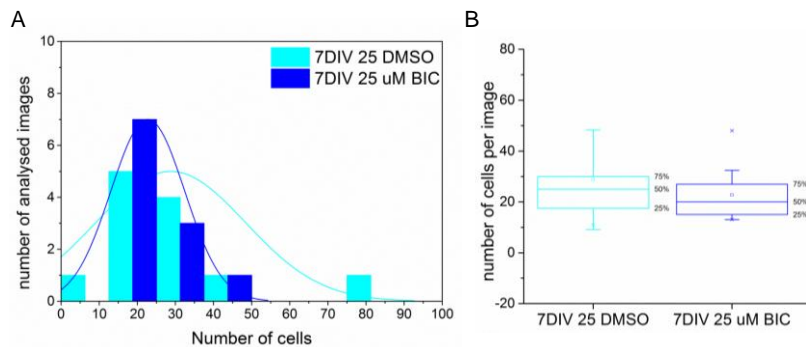 A
number of analysed images
10
8
6
4
2
0
7DIV 25 DMSO
7DIV 25 uM BIC
0 10 20 30 40 50 60 70 80 90 100
Number of cells
B
number of cells per image
80
60
40
20
0
-20
75%
50%
25%
75%
50%
25%
7DIV 25 DMSO 7DIV 25 uM BIC